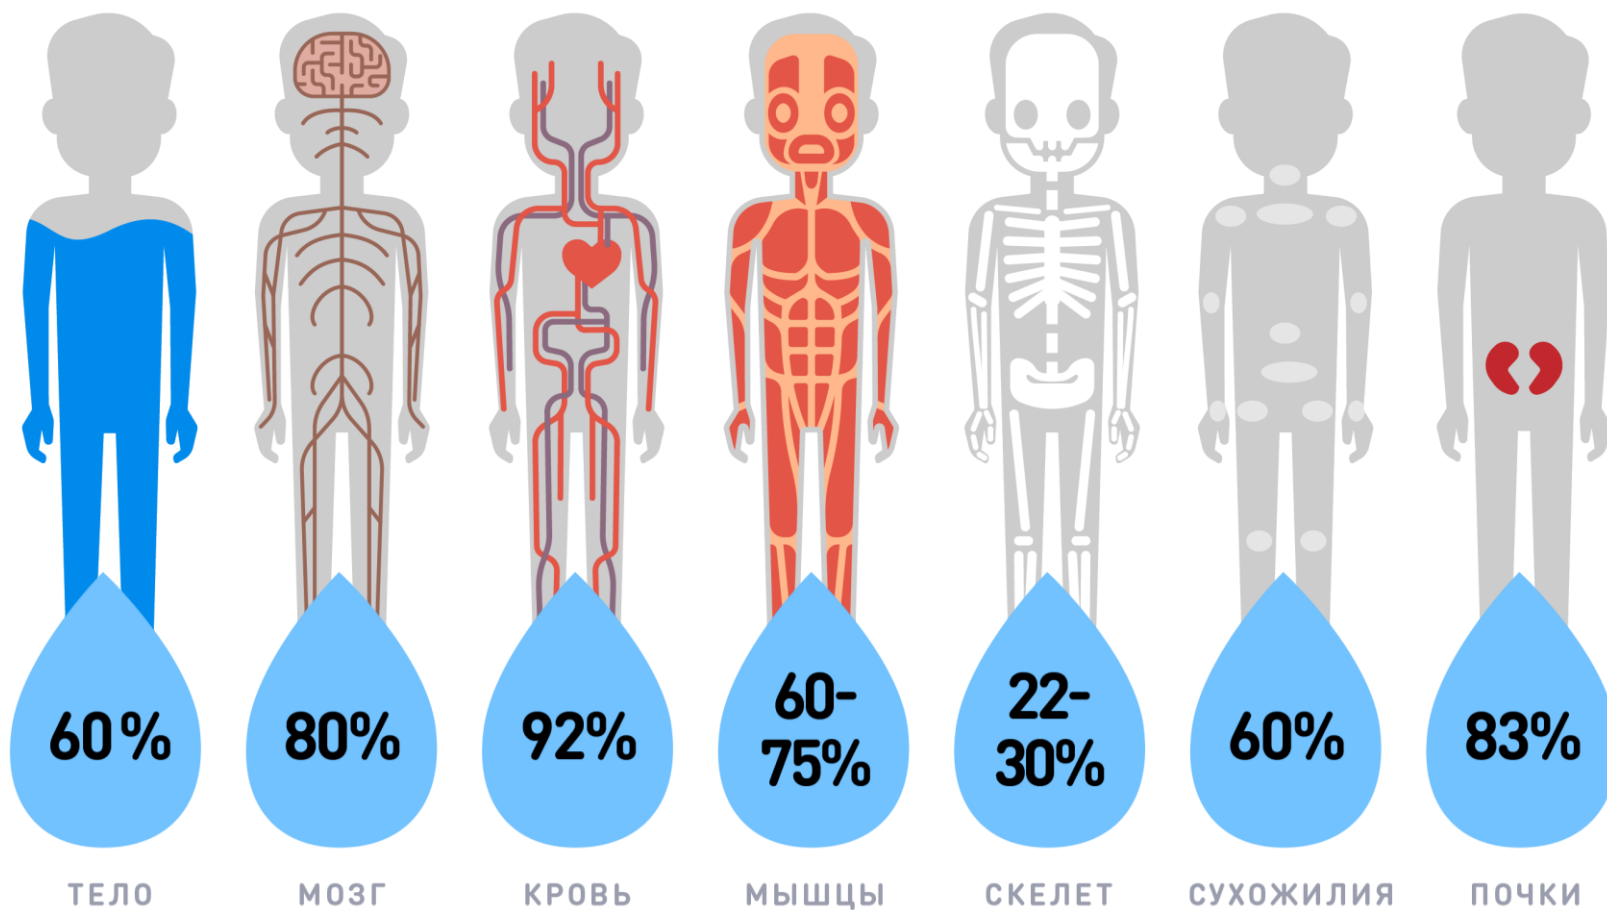 60%
80%
92%
60-
75%
22-
30%
60%
83%
ТЕЛО
МОЗГ
КРОВЬ
МЫШЦЫ
СКЕЛЕТ
СУХОЖИЛИЯ
ПОЧКИ